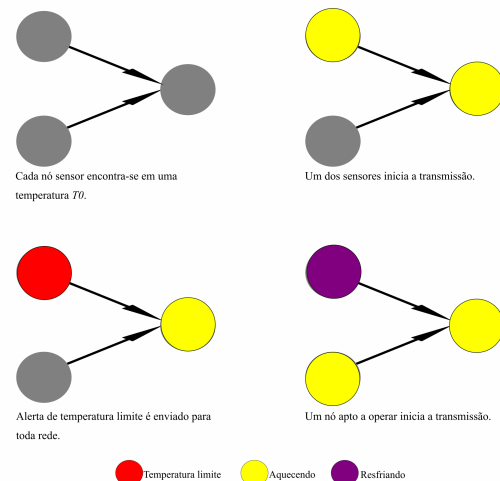 Cada nó sensor encontra-se em uma
temperatura T0.
Um dos sensores inicia a transmissão.
Alerta de temperatura limite é enviado para
toda rede.
Um nó apto a operar inicia a transmissão.
Temperatura limite
Aquecendo
Resfriando